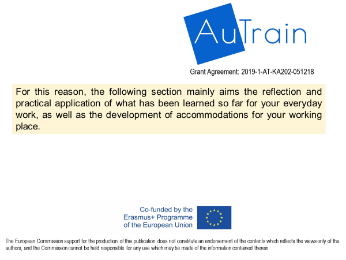 AuTrain
Grant Agreement: 2019-1-AT-KA202-051218
For this reason, the following section mainly aims the reflection and
practical application of what has been learned so far for your everyday
work, as well as the development of accommodations for your working
place.
Co-funded by the
Erasmus+ Programme
of the European Union
The European Commission support for the production of this publication does not constitute an endorsement of the contents which reflects the views only of the
authors, and the Commission cannot be held responsible for any use which may be made of the information contained therein